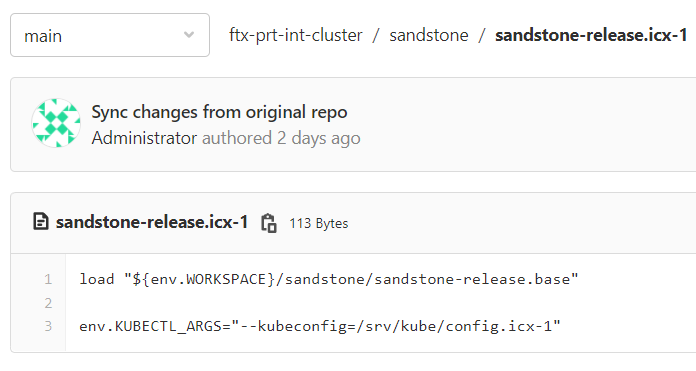 main
ftx-prt-int-cluster / sandstone / sandstone-release.icx-1
Sync changes from original repo
Administrator authored 2 days ago
sandstone-release.icx-1 113 Bytes
1 load "${env.WORKSPACE}/sandstone/sandstone-release.base"
2
3 env.KUBECTL_ARGS="--kubeconfig=/srv/kube/config.icx-1"